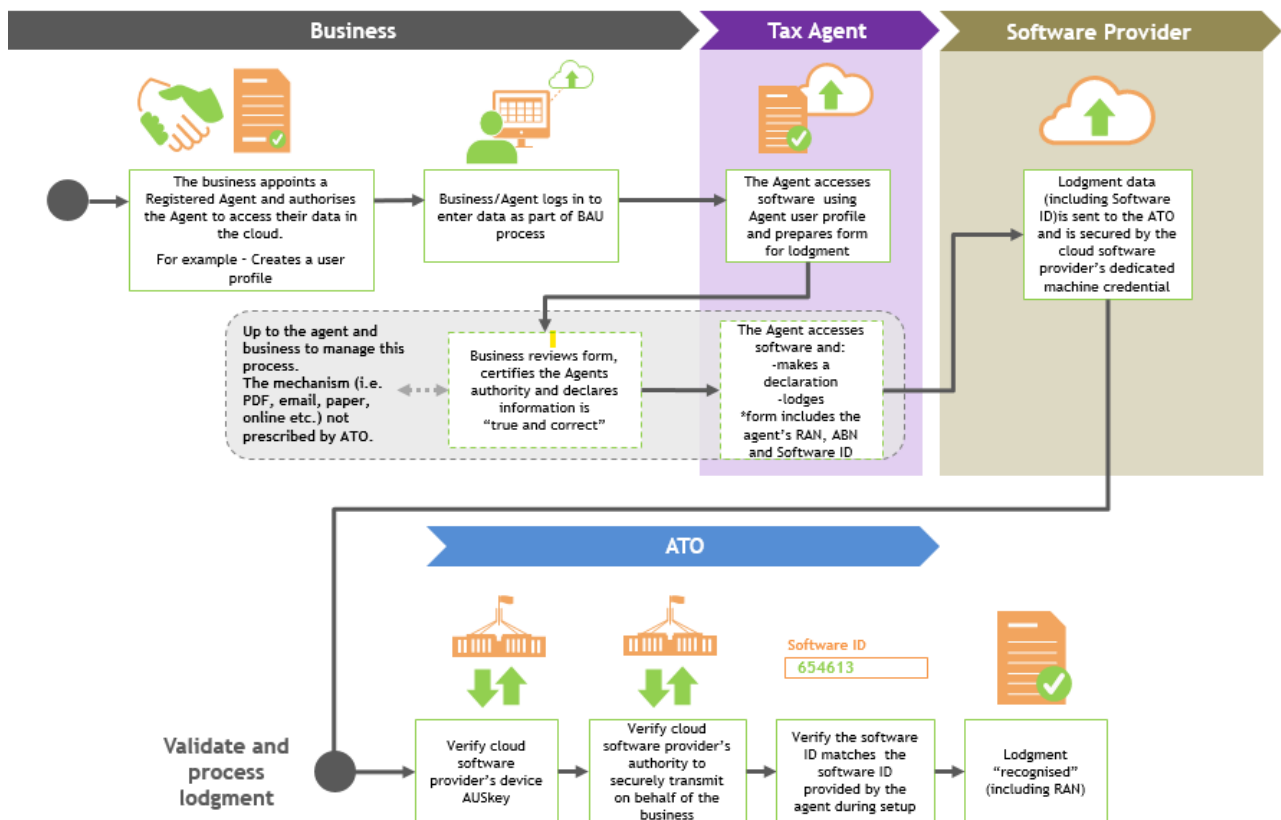 Business
Tax Agent
Software Provider
The business appoints a
Registered Agent and authorises
the Agent to access their data in
the cloud.
For example - Creates a user
profile
Business/Agent logs in to
enter data as part of BAU
process
The Agent accesses
software using
Agent user profile
and prepares form
for lodgment
Lodgment data
(including Software
ID)is sent to the ATO
and is secured by the
cloud software
provider's dedicated
machine credential
Up to the agent and
business to manage this
process.
The mechanism (i.e.
PDF, email, paper,
online etc.) not
prescribed by ATO.
Business reviews form,
certifies the Agents
authority and declares
information is
“true and correct”
The Agent accesses
software and:
-makes a
declaration
-lodges
*form includes the
agent's RAN, ABN
and Software ID
ATO
Software ID
654613
Validate and
process
lodgment
Verify cloud
software
provider's device
AUSkey
Verify cloud
software provider's
authority to
securely transmit
on behalf of the
business
Verify the software
ID matches the
software ID
provided by the
agent during setup
Lodgment
“recognised”
(including RAN)